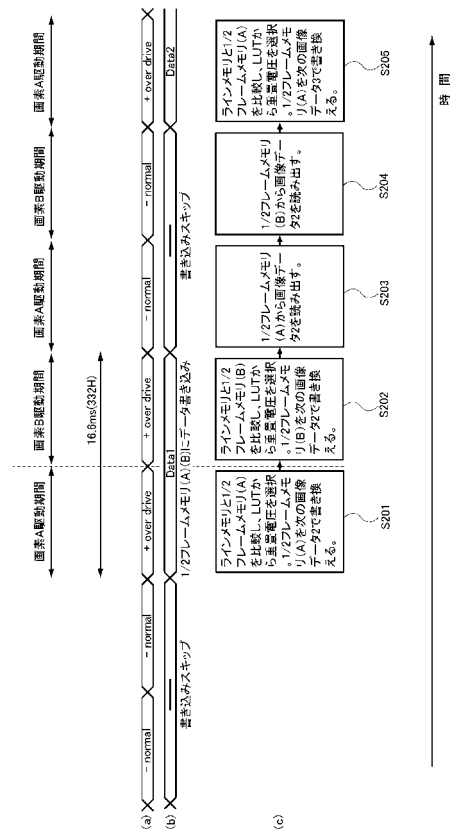 画素A駆動期間
画素B駆動期間
画素A駆動期間
画素B駆動期間
画素A駆動期間
16.6ms(332H)
(a)
- normal
- normal
+ over drive
+ over drive
- normal
- normal
+ over drive
(b)
Data1
Data2
書き込みスキップ
1/2フレームメモリ(A)(B)にデータ書き込み
書き込みスキップ
(c)
ラインメモリと1/2
フレームメモリ(A)
を比較し、LUTか
ら重畳電圧を選択
。1/2フレームメモ
リ(A)を次の画像
データ2で書き換
える。
S201
ラインメモリと1/2
フレームメモリ(B)
を比較し、LUTか
ら重畳電圧を選択
。1/2フレームメモ
リ(B)を次の画像
データ2で書き換
える。
S202
1/2フレームメモリ
(A)から画像デー
タ2を読み出す。
S203
1/2フレームメモリ
(B)から画像デー
タ2を読み出す。
S204
ラインメモリと1/2
フレームメモリ(A)
を比較し、LUTか
ら重畳電圧を選択
。1/2フレームメモ
リ(A)を次の画像
データ3で書き換
える。
S205
時間